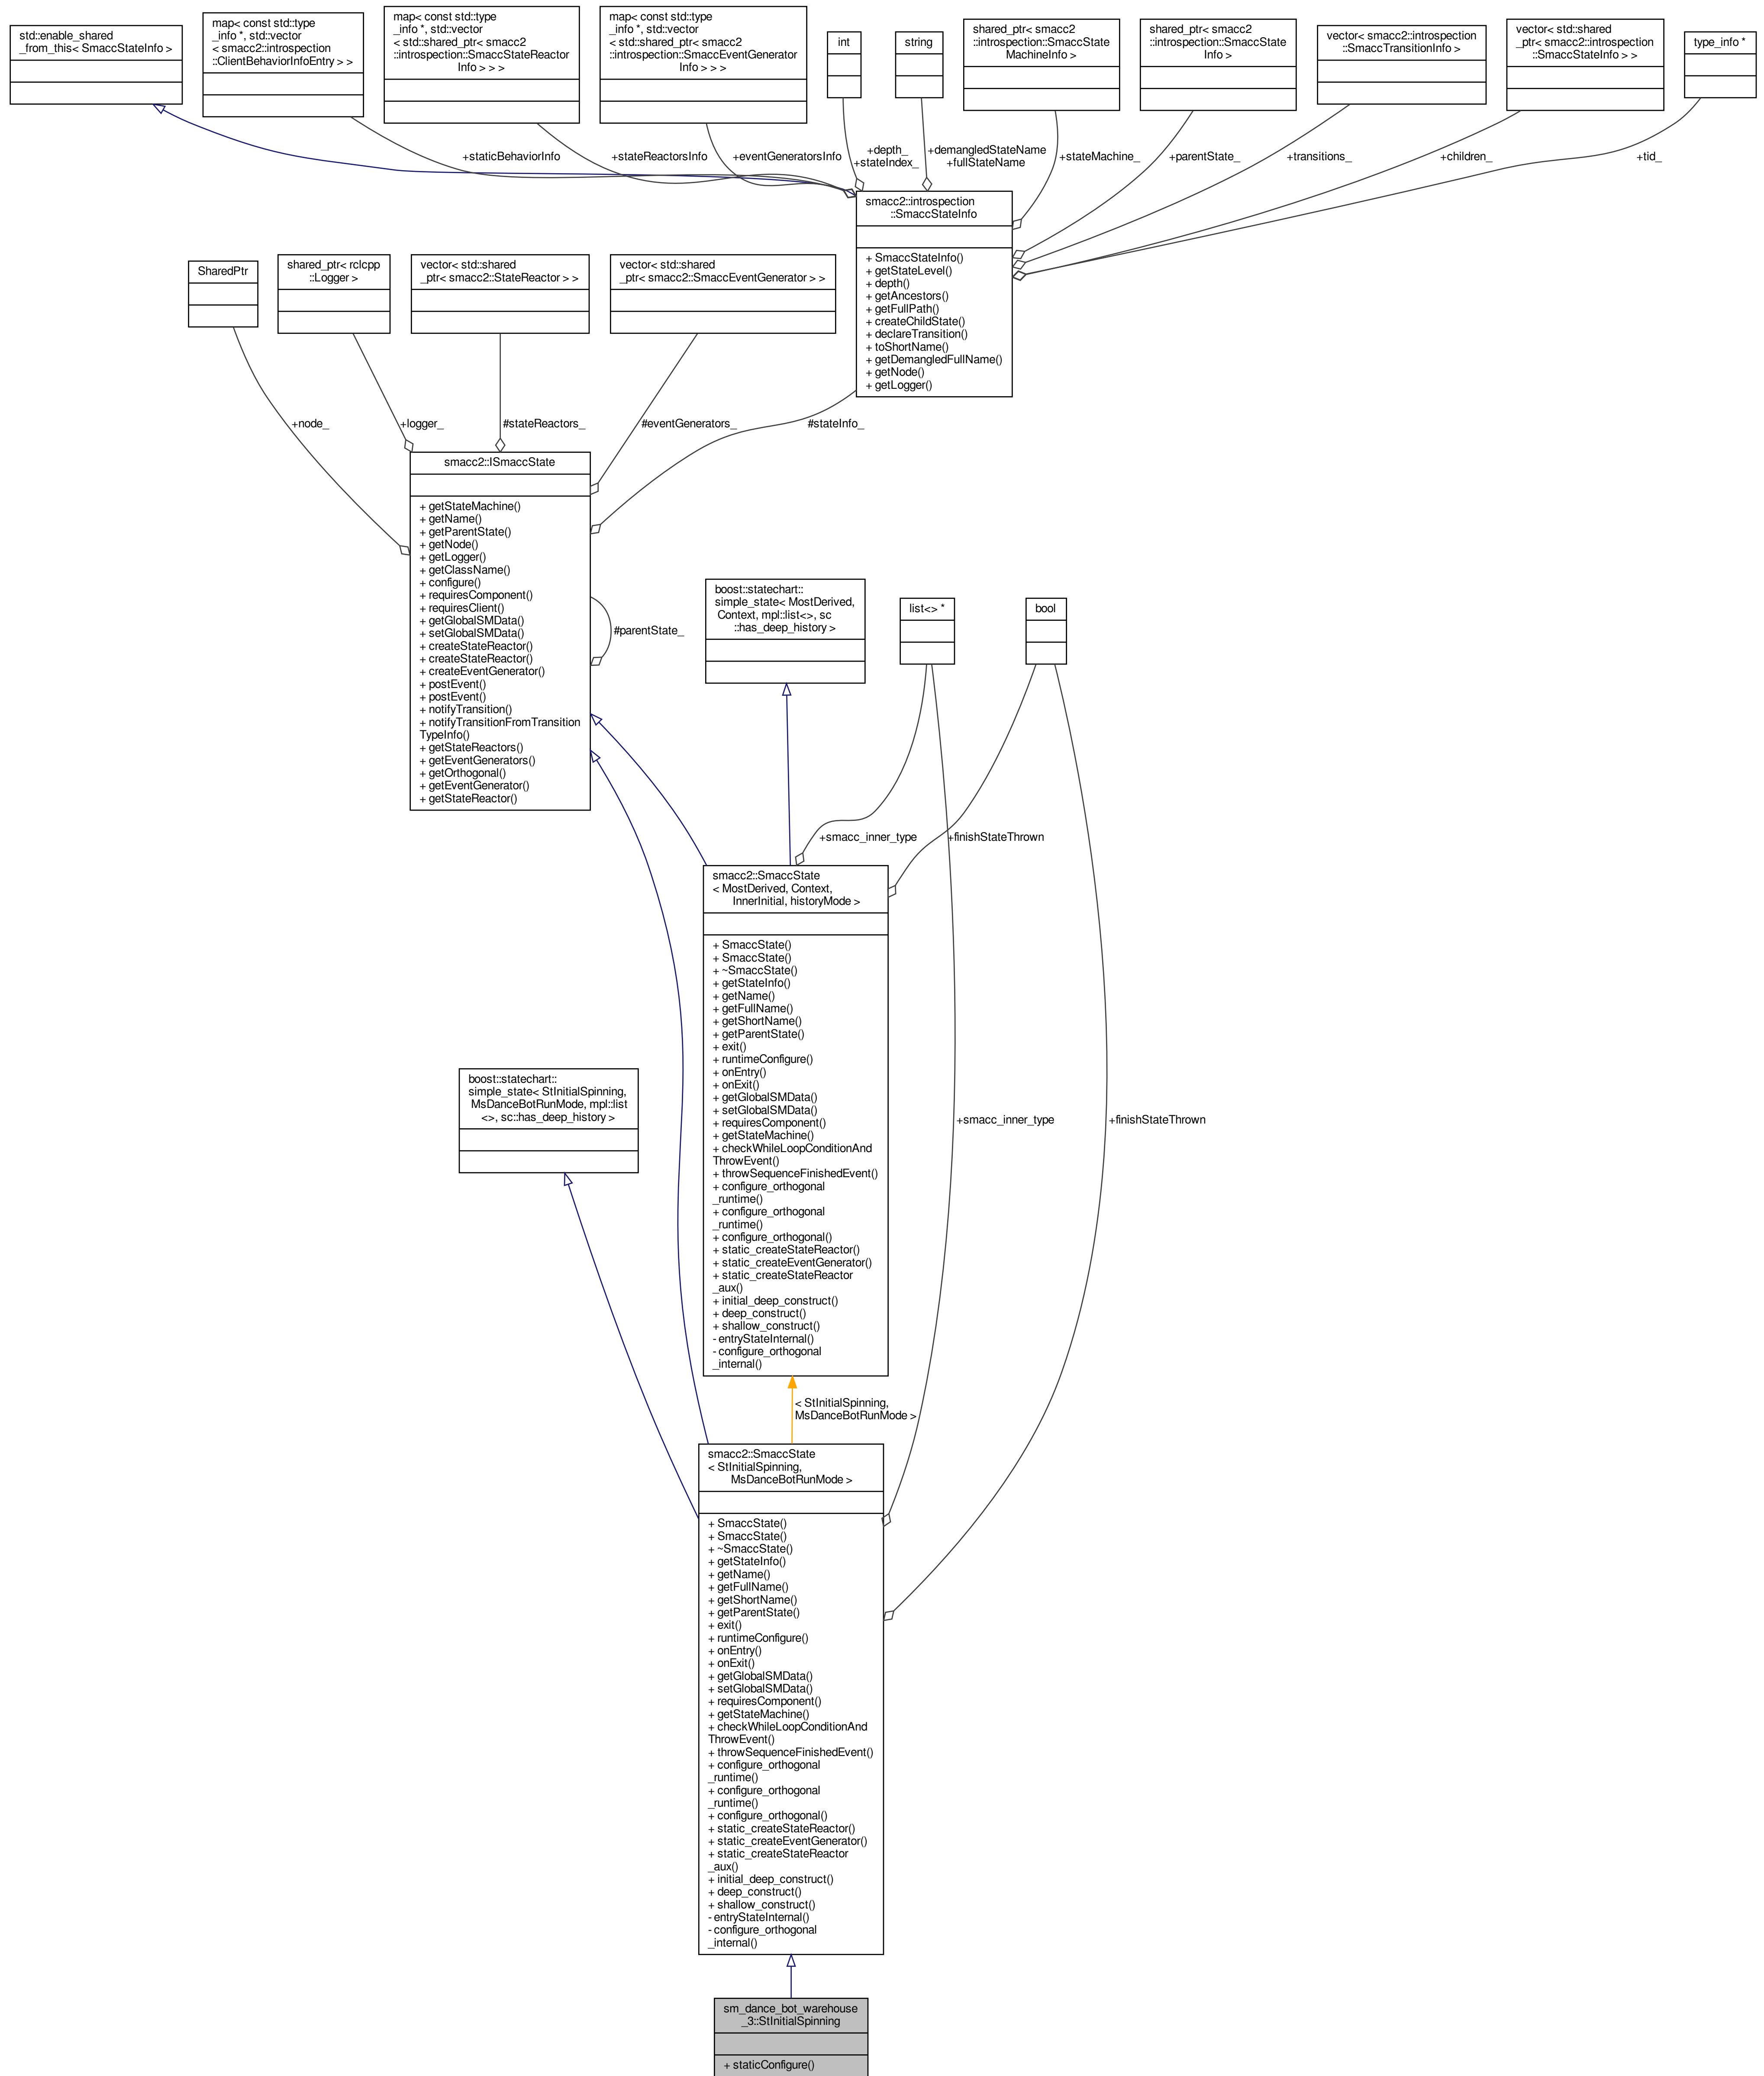 std::enable_shared
_from_this< SmaccStateInfo >
map< const std::type
_info *, std::vector
< smacc2::introspection
::ClientBehaviorInfoEntry > >
map< const std::type
_info *, std::vector
< std::shared_ptr< smacc2
::introspection::SmaccStateReactor
Info > > >
map< const std::type
_info *, std::vector
< std::shared_ptr< smacc2
::introspection::SmaccEventGenerator
Info > > >
int
string
shared_ptr< smacc2
::introspection::SmaccState
MachineInfo >
shared_ptr< smacc2
::introspection::SmaccState
Info >
vector< smacc2::introspection
::SmaccTransitionInfo >
vector< std::shared
_ptr< smacc2::introspection
::SmaccStateInfo > >
type_info *
+staticBehaviorInfo
+stateReactorsInfo
+eventGeneratorsInfo
+depth_
+stateIndex_
+demangledStateName
+fullStateName
+stateMachine_
+parentState_
+transitions_
+children_
+tid_
smacc2::introspection
::SmaccStateInfo
+ SmaccStateInfo()
+ getStateLevel()
+ depth()
+ getAncestors()
+ getFullPath()
+ createChildState()
+ declareTransition()
+ toShortName()
+ getDemangledFullName()
+ getNode()
+ getLogger()
SharedPtr
shared_ptr< rclcpp
::Logger >
vector< std::shared
_ptr< smacc2::StateReactor > >
vector< std::shared
_ptr< smacc2::SmaccEventGenerator > >
+node_
+logger_
#stateReactors_
#eventGenerators_
#stateInfo_
smacc2::ISmaccState
+ getStateMachine()
+ getName()
+ getParentState()
+ getNode()
+ getLogger()
+ getClassName()
+ configure()
+ requiresComponent()
+ requiresClient()
+ getGlobalSMData()
+ setGlobalSMData()
+ createStateReactor()
+ createStateReactor()
+ createEventGenerator()
+ postEvent()
+ postEvent()
+ notifyTransition()
+ notifyTransitionFromTransition
TypeInfo()
+ getStateReactors()
+ getEventGenerators()
+ getOrthogonal()
+ getEventGenerator()
+ getStateReactor()
#parentState_
boost::statechart::
simple_state< MostDerived,
Context, mpl::list<>, sc
::has_deep_history >
list<> *
bool
+smacc_inner_type
+finishStateThrown
smacc2::SmaccState
< MostDerived, Context,
InnerInitial, historyMode >
+ SmaccState()
+ SmaccState()
+ ~SmaccState()
+ getStateInfo()
+ getName()
+ getFullName()
+ getShortName()
+ getParentState()
+ exit()
+ runtimeConfigure()
+ onEntry()
+ onExit()
+ getGlobalSMData()
+ setGlobalSMData()
+ requiresComponent()
+ getStateMachine()
+ checkWhileLoopConditionAnd
ThrowEvent()
+ throwSequenceFinishedEvent()
+ configure_orthogonal
_runtime()
+ configure_orthogonal
_runtime()
+ configure_orthogonal()
+ static_createStateReactor()
+ static_createEventGenerator()
+ static_createStateReactor
_aux()
+ initial_deep_construct()
+ deep_construct()
+ shallow_construct()
- entryStateInternal()
- configure_orthogonal
_internal()
boost::statechart::
simple_state< StInitialSpinning,
MsDanceBotRunMode, mpl::list
<>, sc::has_deep_history >
+smacc_inner_type
+finishStateThrown
< StInitialSpinning,
MsDanceBotRunMode >
smacc2::SmaccState
< StInitialSpinning,
MsDanceBotRunMode >
+ SmaccState()
+ SmaccState()
+ ~SmaccState()
+ getStateInfo()
+ getName()
+ getFullName()
+ getShortName()
+ getParentState()
+ exit()
+ runtimeConfigure()
+ onEntry()
+ onExit()
+ getGlobalSMData()
+ setGlobalSMData()
+ requiresComponent()
+ getStateMachine()
+ checkWhileLoopConditionAnd
ThrowEvent()
+ throwSequenceFinishedEvent()
+ configure_orthogonal
_runtime()
+ configure_orthogonal
_runtime()
+ configure_orthogonal()
+ static_createStateReactor()
+ static_createEventGenerator()
+ static_createStateReactor
_aux()
+ initial_deep_construct()
+ deep_construct()
+ shallow_construct()
- entryStateInternal()
- configure_orthogonal
_internal()
sm_dance_bot_warehouse
_3::StInitialSpinning
+ staticConfigure()